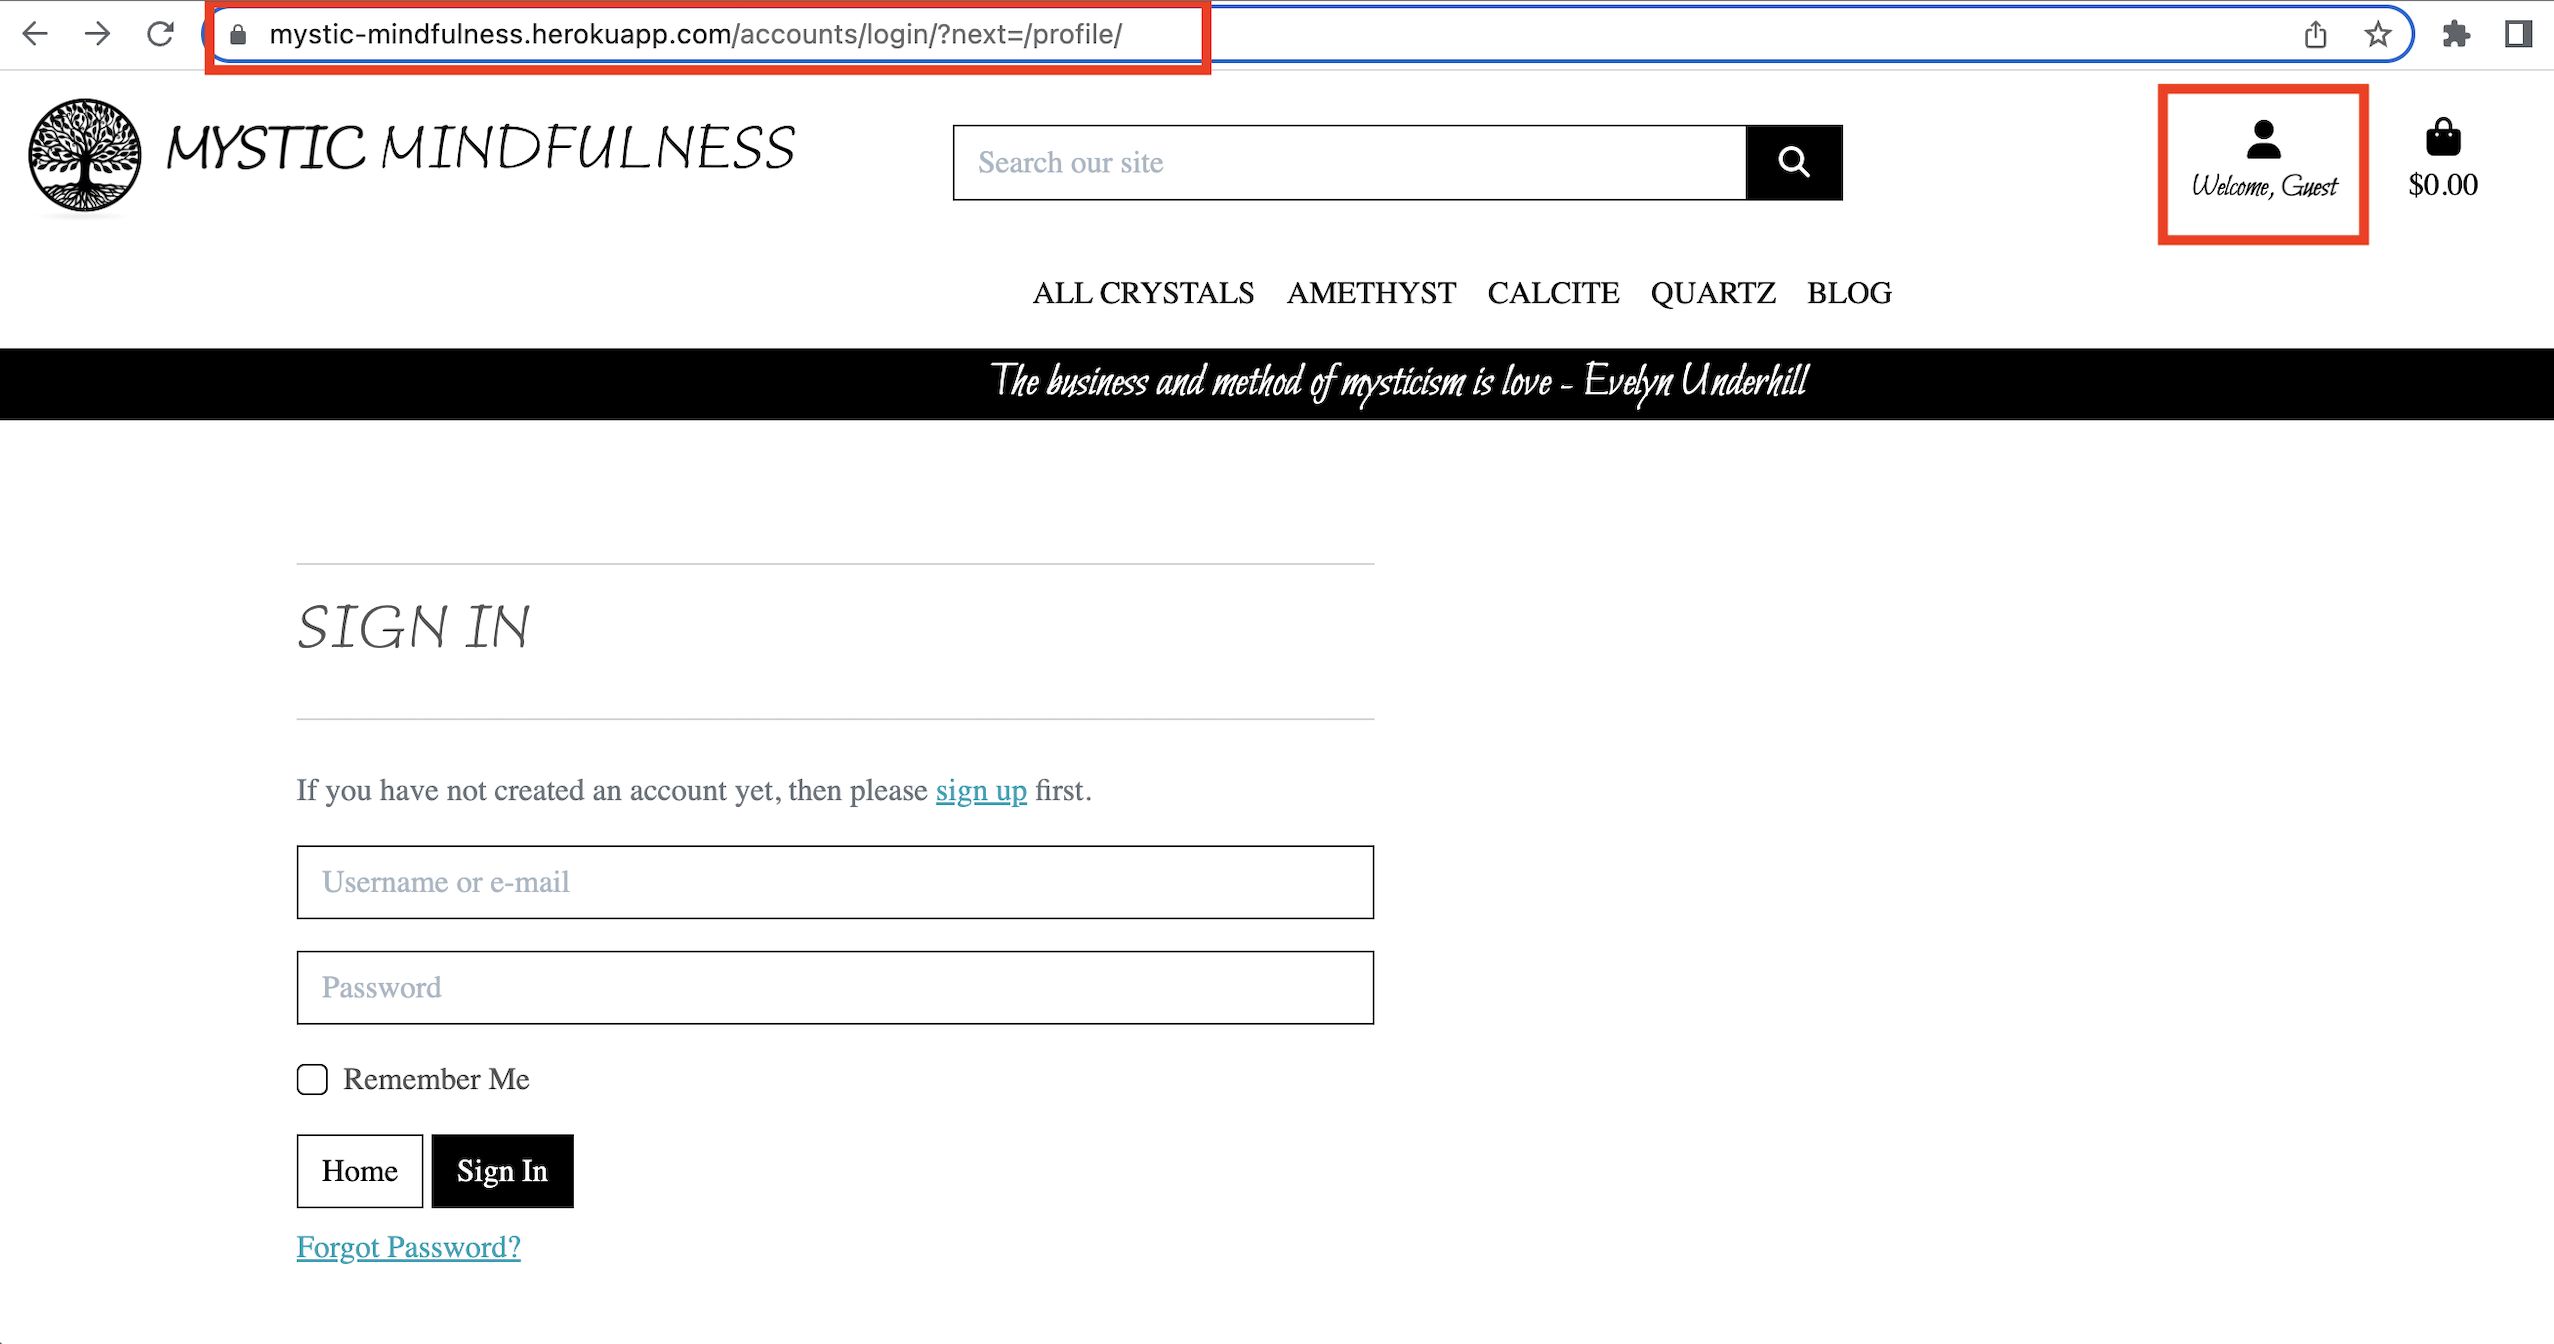 mystic-mindfulness.herokuapp.com/accounts/login/?next=/profile/
MYSTIC MINDFULNESS
Search our site
Welcome, Guest
$0.00
ALL CRYSTALS AMETHYST CALCITE QUARTZ BLOG
The business and method of mysticism is love - Evelyn Underhill
SIGN IN
If you have not created an account yet, then please sign up first.
Username or e-mail
Password
Remember Me
Home Sign In
Forgot Password?